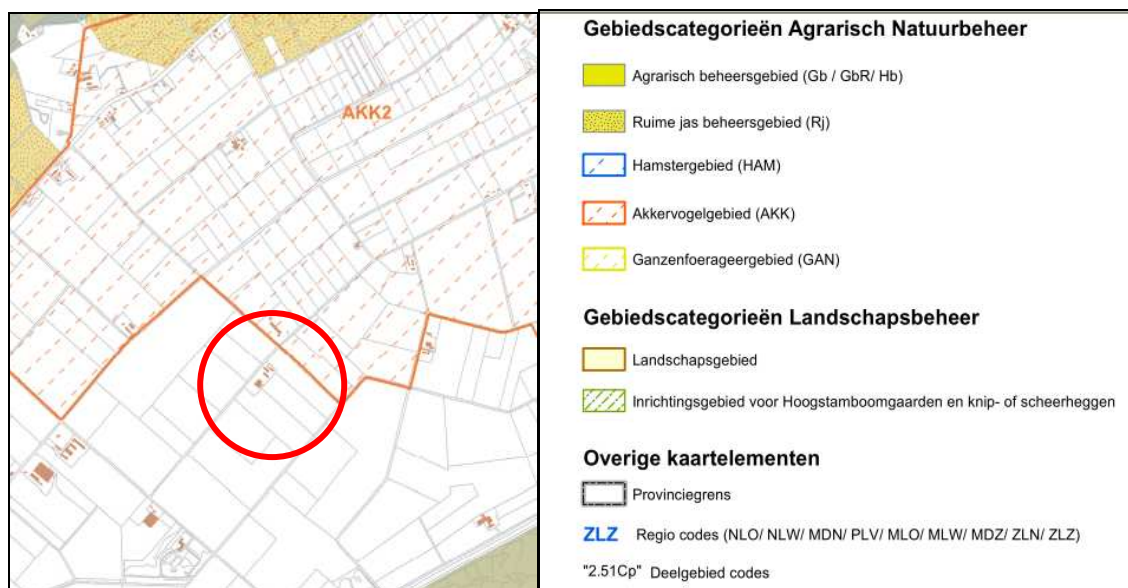 AKK2
Gebiedscategorieën Agrarisch Natuurbeheer
Agrarisch beheersgebied (Gb / GbR/ Hb)
Ruime jas beheersgebied (Rj)
Hamstergebied (HAM)
Akkervogelgebied (AKK)
Ganzenfoerageergebied (GAN)
Gebiedscategorieën Landschapsbeheer
Landschapsgebied
Inrichtingsgebied voor Hoogstamboomgaarden en knip- of scheerheggen
Overige kaartelementen
Provinciegrens
ZLZ Regio codes (NLO/ NLW/ MDN/ PLV/ MLO/ MLW/ MDZ/ ZLN/ ZLZ)
"2.51Cp" Deelgebied codes